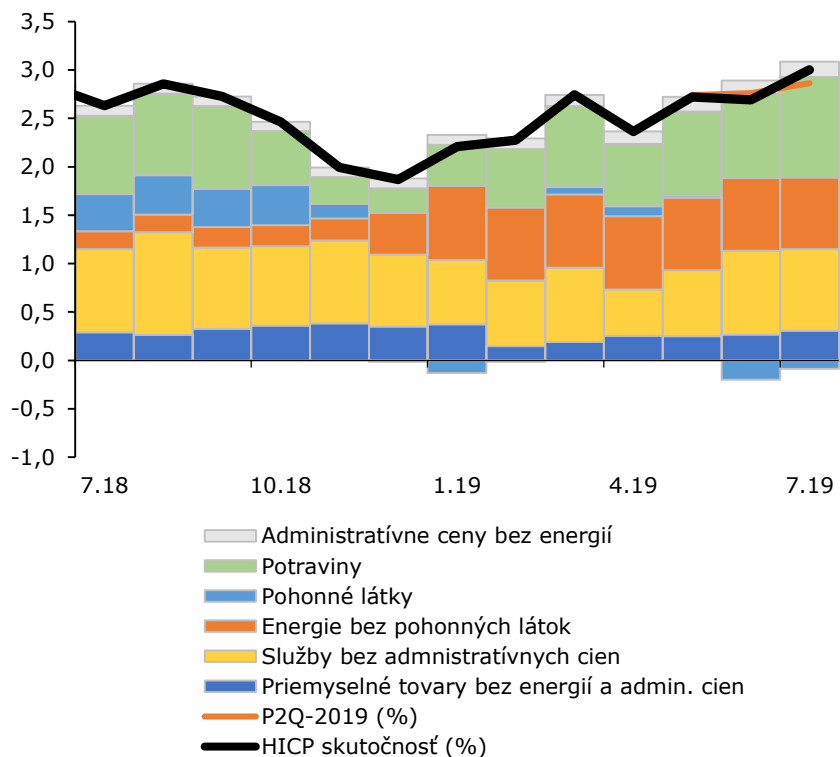 3,5
3,0
2,5
2,0
1,5
1,0
0,5
0,0
-0,5
-1,0
7.18 10.18 1.19 4.19 7.19
Administratívne ceny bez energií
Potraviny
Pohonné látky
Energie bez pohonných látok
Služby bez admnistratívnych cien
Priemyselné tovary bez energií a admin. cien
P2Q-2019 (%)
HICP skutočnosť (%)